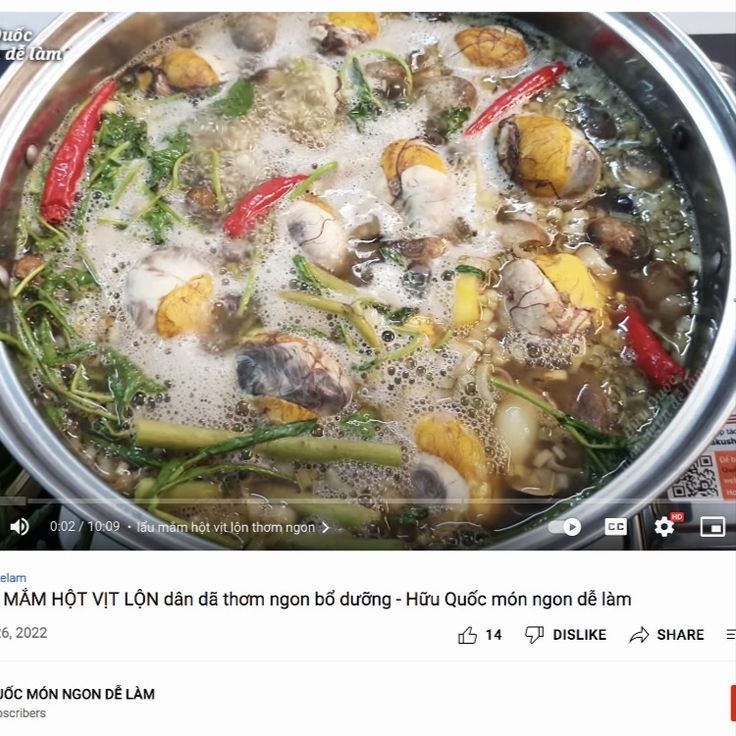 Quốc
dễ làm
0:02 / 10:09 • lẩu mắm hột vịt lộn thơm ngon >
CC
HD
elam
MẮM HỘT VỊT LỘN dân dã thơm ngon bổ dưỡng - Hữu Quốc món ngon dễ làm
26, 2022
14 DISLIKE SHARE
UỐC MÓN NGON DỄ LÀM
bscribers